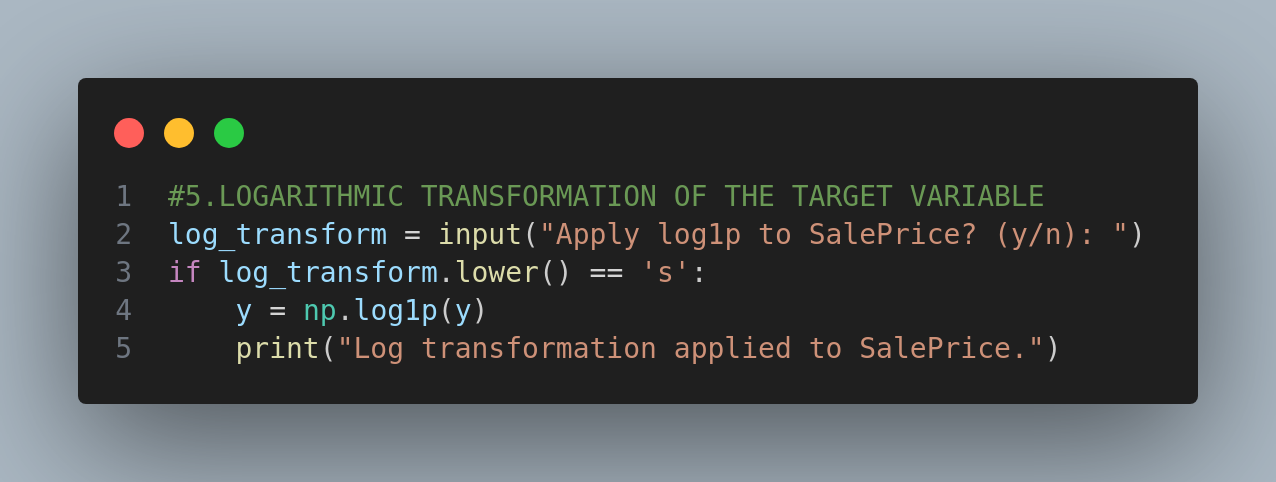 1 #5.LOGARITHMIC TRANSFORMATION OF THE TARGET VARIABLE
2 log_transform = input("Apply log1p to SalePrice? (y/n): ")
3 if log_transform.lower() == 's':
4     y = np.log1p(y)
5     print("Log transformation applied to SalePrice.")